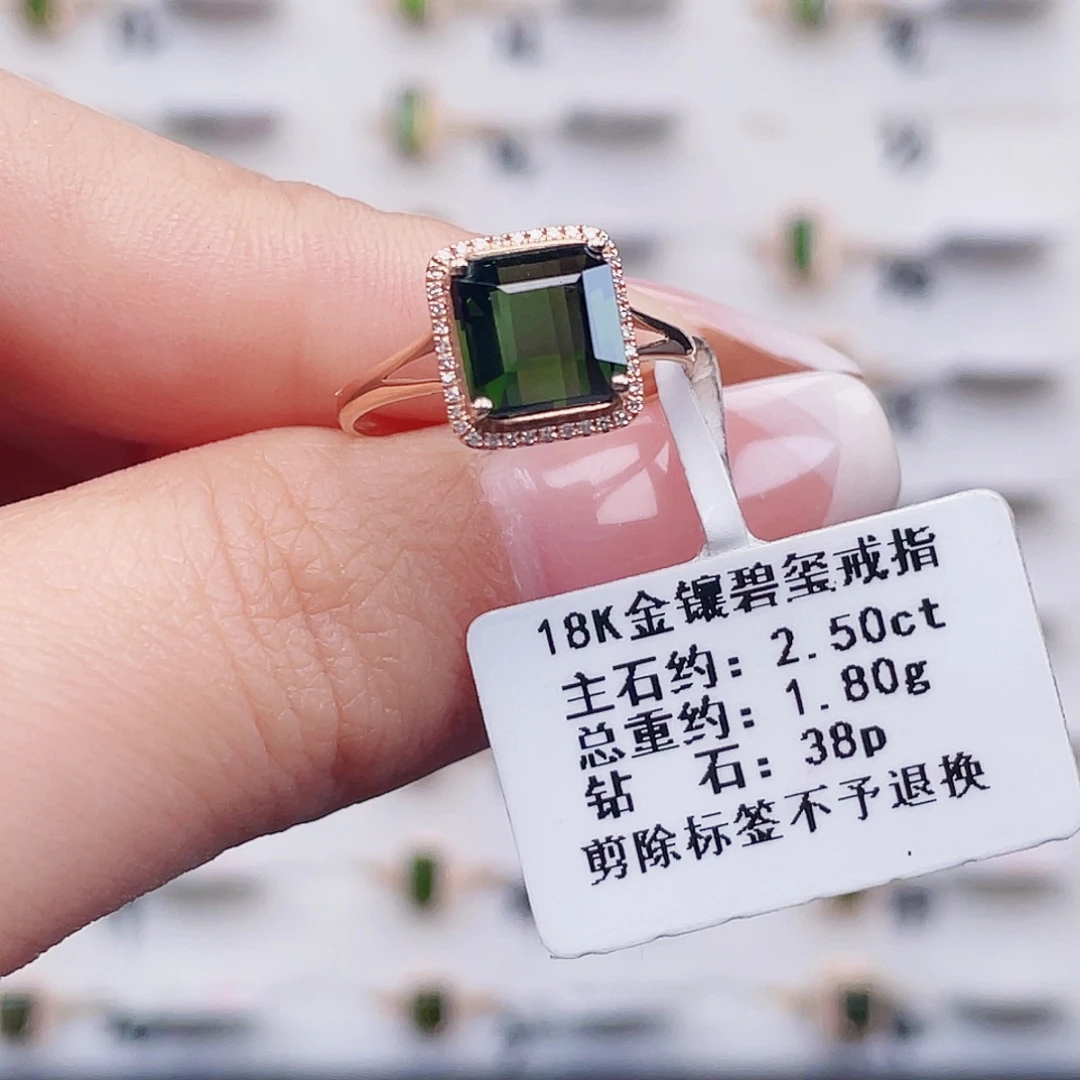 18K金镶碧玺戒指
主石约：2.50ct
总重约：1.80g
钻 石：38p
剪除标签不予退换